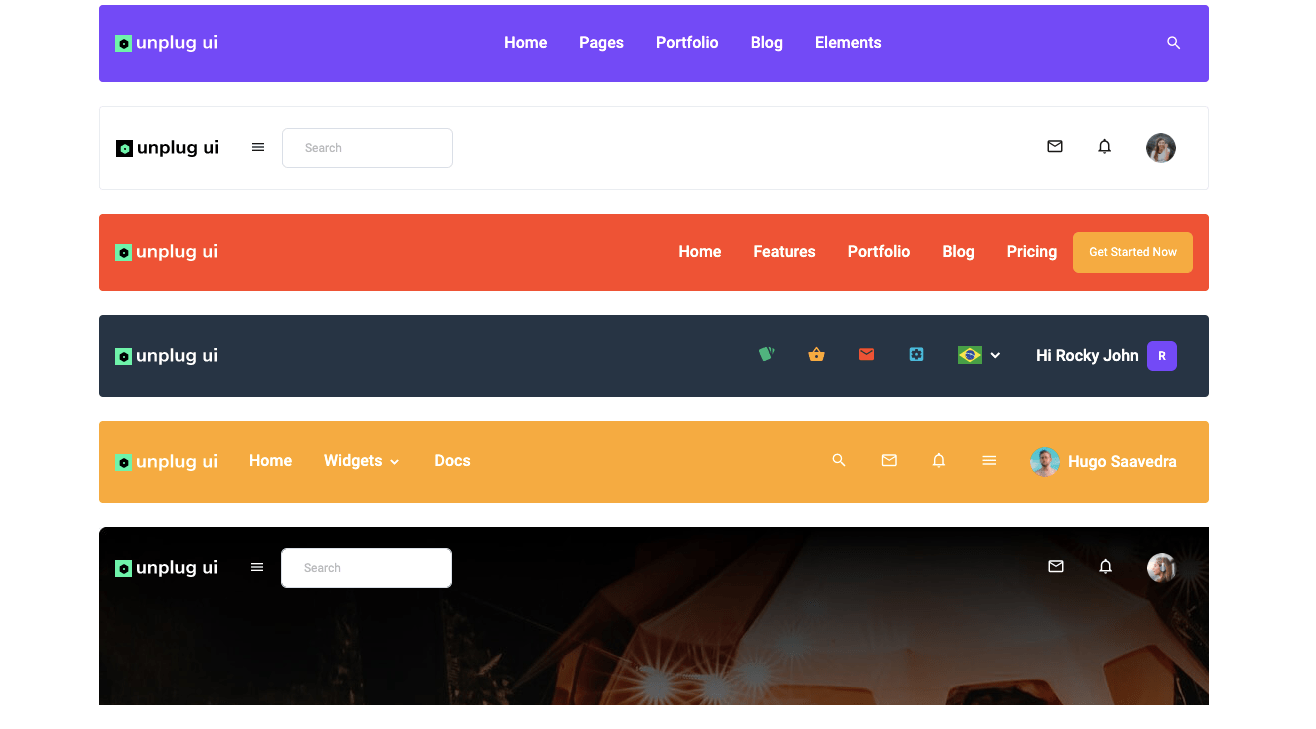 unplug ui Home Pages Portfolio Blog Elements
unplug ui Search
unplug ui Home Features Portfolio Blog Pricing Get Started Now
unplug ui Hi Rocky John R
unplug ui Home Widgets Docs Hugo Saavedra
unplug ui Search